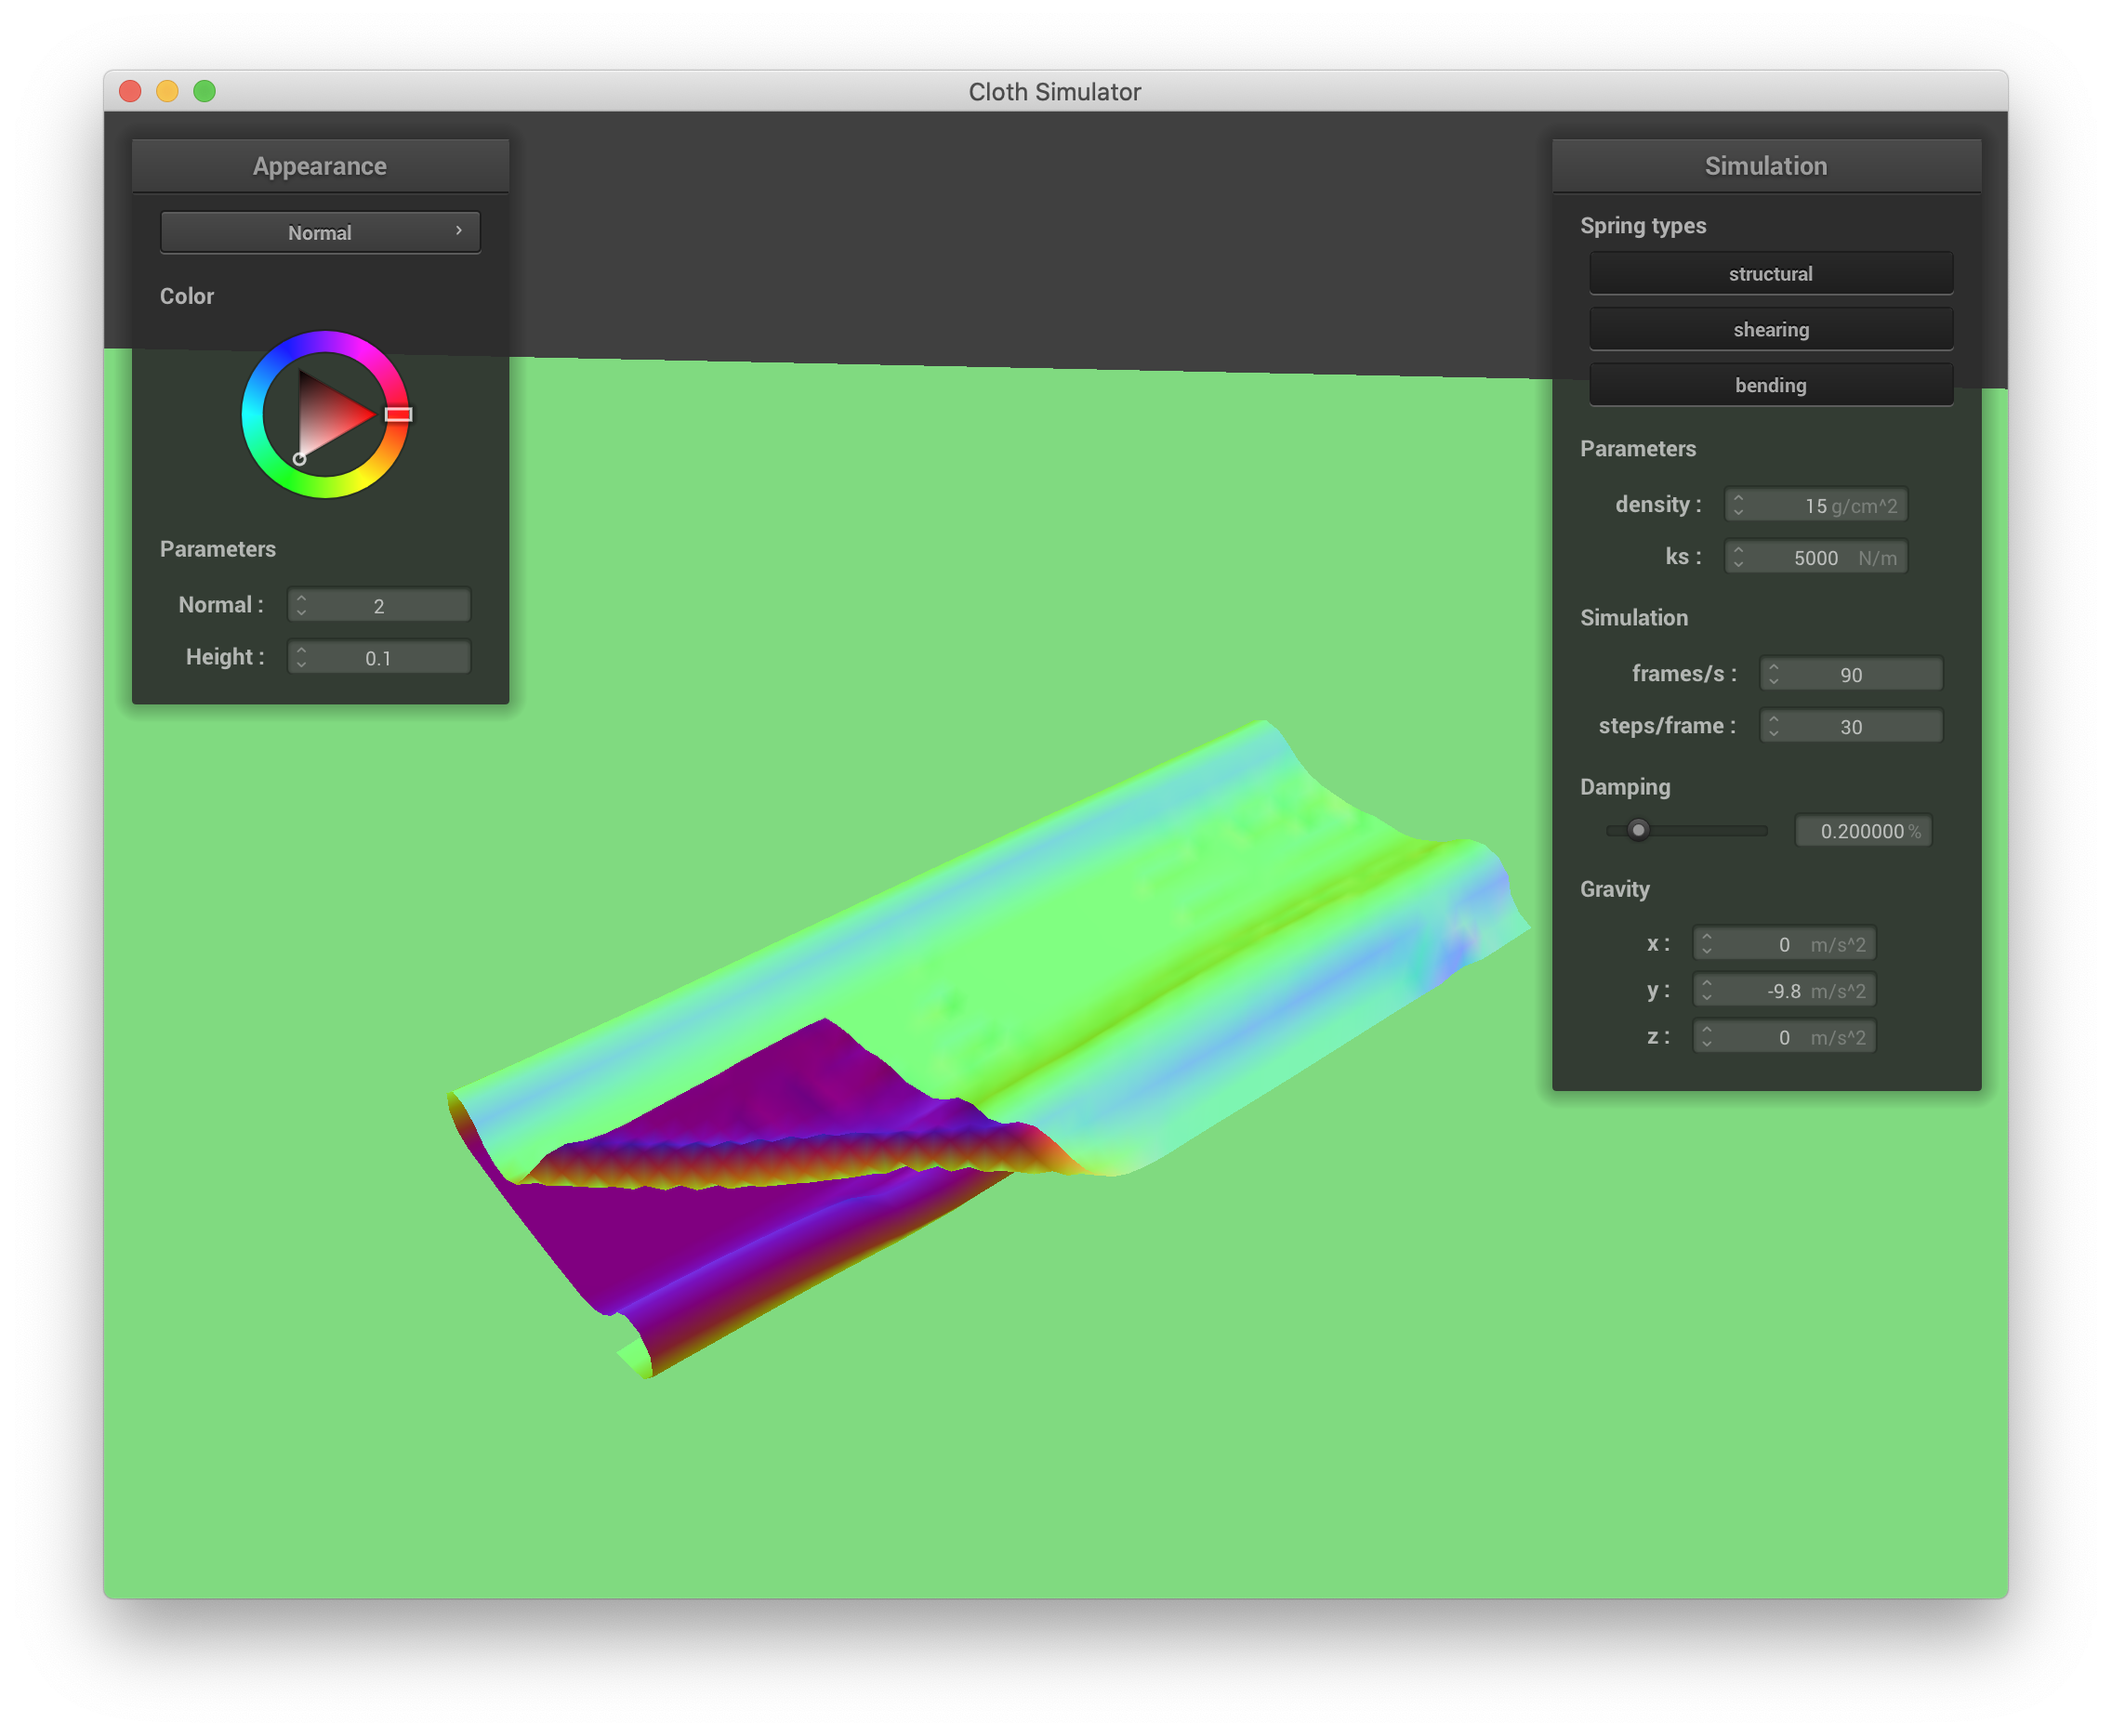 Cloth Simulator
Appearance
Normal
Color
Parameters
Normal : 2
Height : 0.1
Simulation
Spring types
structural
shearing
bending
Parameters
density : 15 g/cm^2
ks : 5000 N/m
Simulation
frames/s : 90
steps/frame : 30
Damping
0.200000 %
Gravity
x : 0 m/s^2
y : -9.8 m/s^2
z : 0 m/s^2